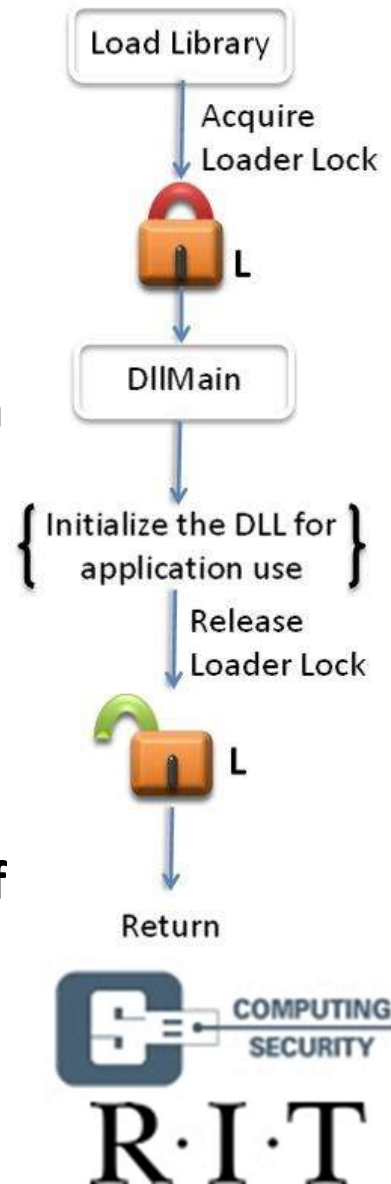 Load Library
Acquire
Loader Lock
L
DllMain
{ Initialize the DLL for }
application use
Release
Loader Lock
L
Return
COMPUTING
SECURITY
R·I·T